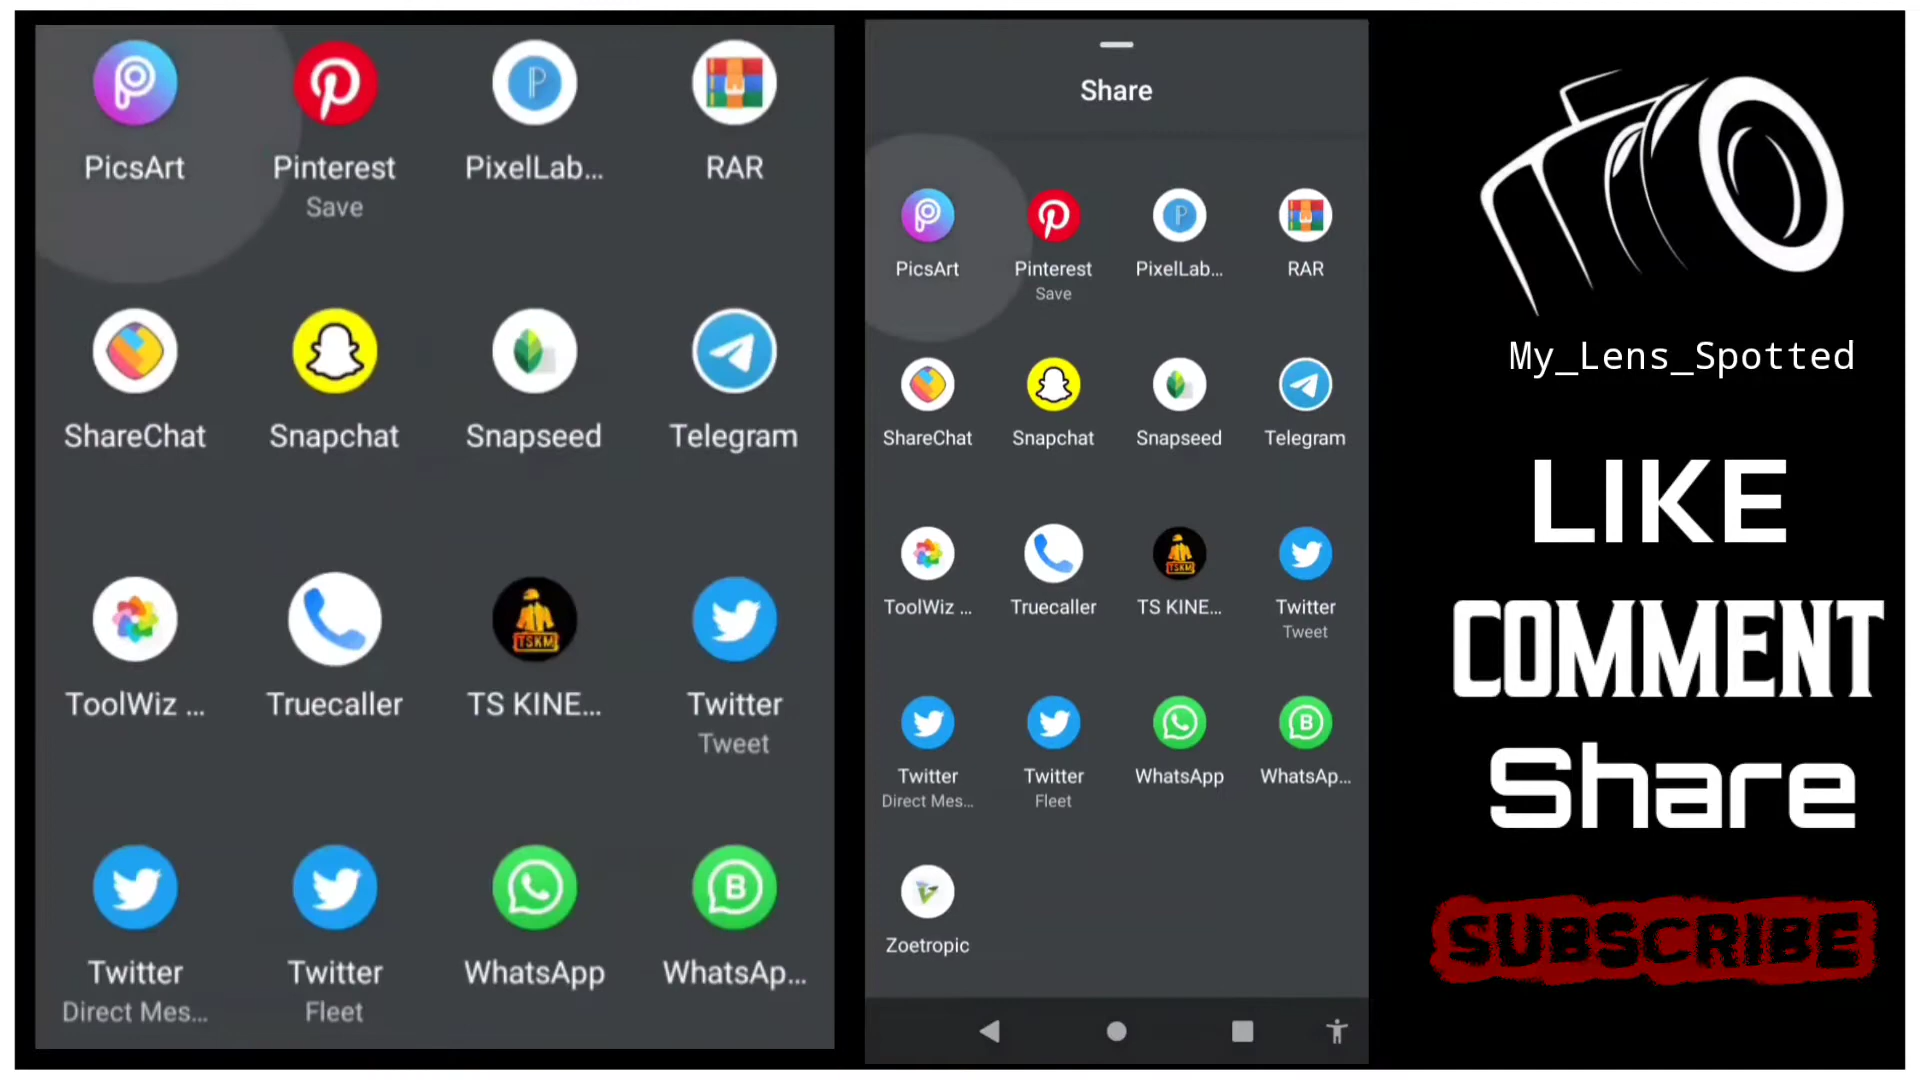 PicsArt
Pinterest
Save
PixelLab...
RAR
ShareChat
Snapchat
Snapseed
Telegram
ToolWiz ...
Truecaller
TSKM
TS KINE...
Twitter
Tweet
Twitter
Direct Mes...
Twitter
Fleet
WhatsApp
WhatsAp...
Share
PicsArt
Pinterest
Save
PixelLab...
RAR
ShareChat
Snapchat
Snapseed
Telegram
ToolWiz ...
Truecaller
TSKM
TS KINE...
Twitter
Tweet
Twitter
Direct Mes...
Twitter
Fleet
WhatsApp
WhatsAp...
Zoetropic
My_Lens_Spotted
LIKE
COMMENT
Share
SUBSCRIBE